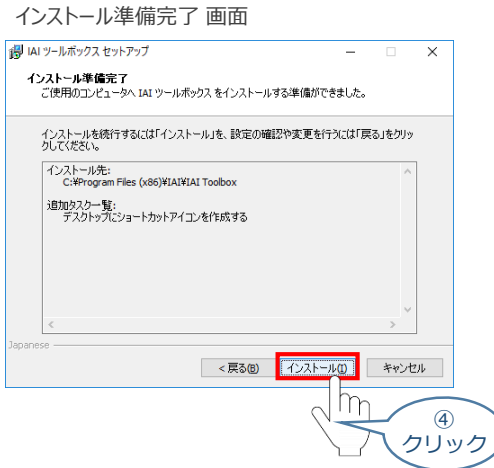 インストール準備完了 画面
IAI ツールボックス セットアップ
インストール準備完了
ご使用のコンピュータへ IAI ツールボックス をインストールする準備ができました。
インストールを続行するには「インストール」を、設定の確認や変更を行うには「戻る」をクリッ
クしてください。
インストール先:
C:¥Program Files (x86)¥IAI¥IAI Toolbox
追加タスク一覧:
デスクトップにショートカットアイコンを作成する
Japanese
< 戻る(B)
インストール(I)
キャンセル
④
クリック